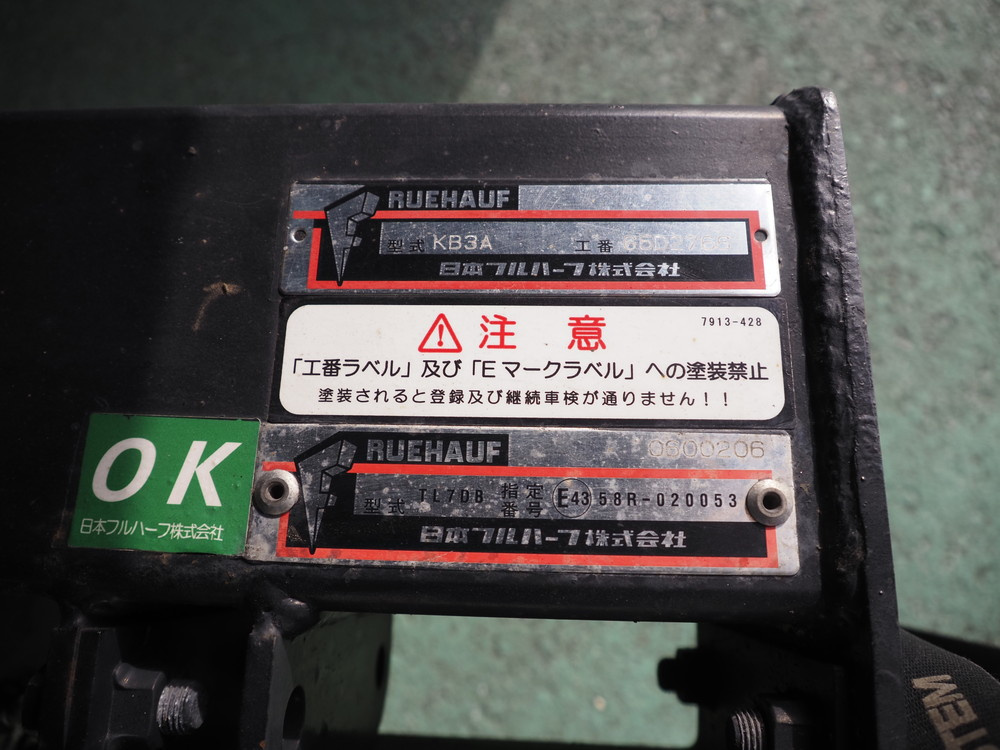 FRUEHAUF
型式 KB3A 工番
日本フルハーフ株式会社
注意 7913-428
「工番ラベル」及び「Eマークラベル」への塗装禁止
塗装されると登録及び継続車検が通りません!!
OK
日本フルハーフ株式会社
FRUEHAUF 0600206
型式 TL7DB 指定番号 E43 58R-020053
日本フルハーフ株式会社